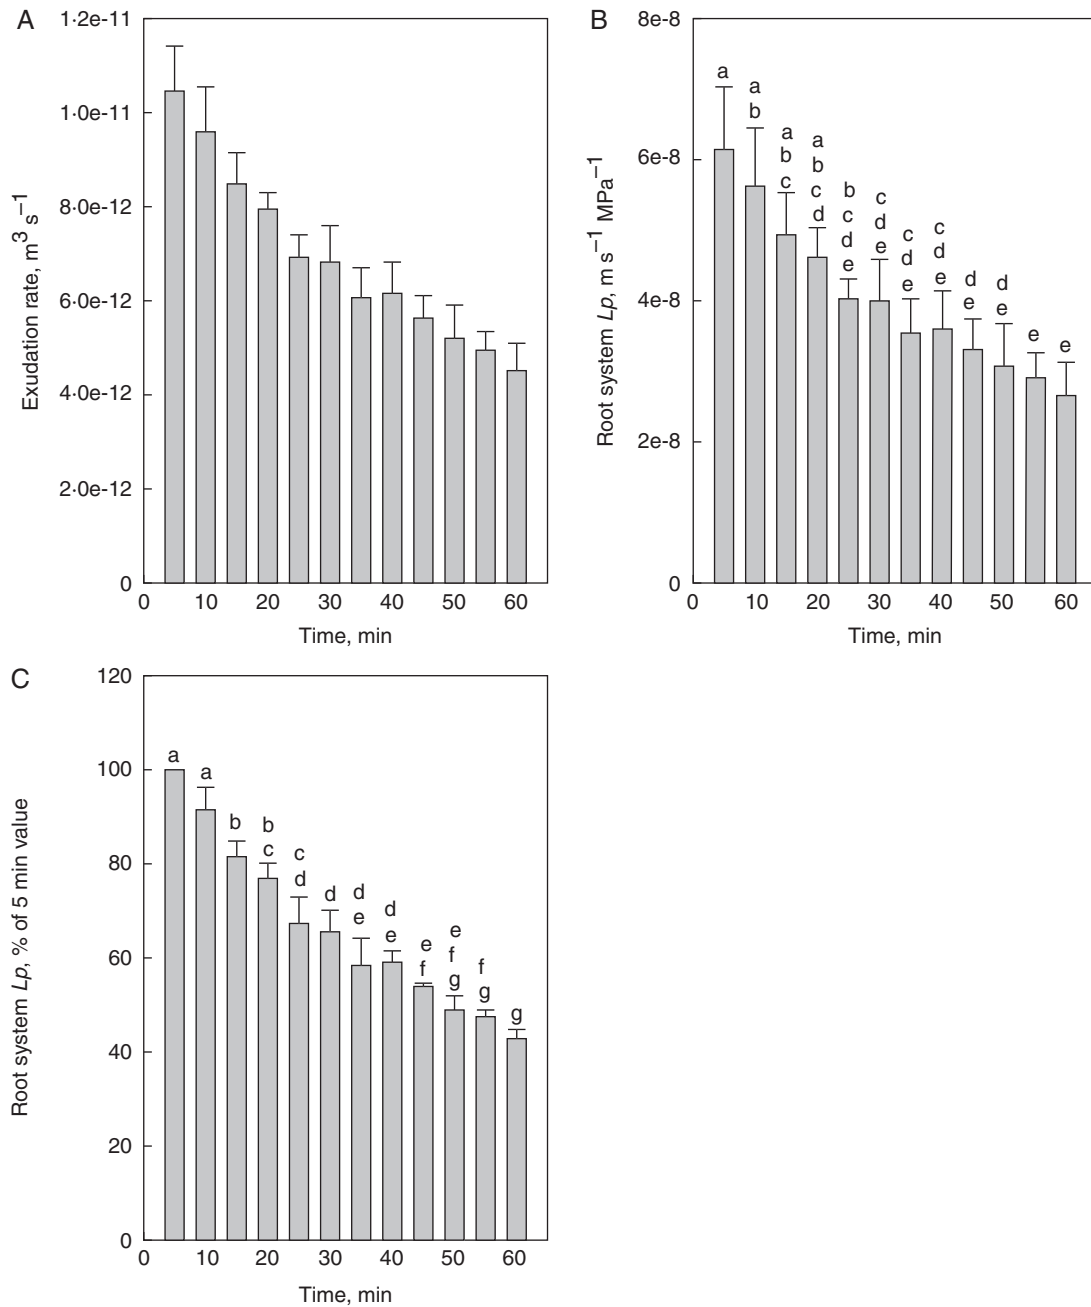 A
1·2e-11
1·0e-11
8·0e-12
6·0e-12
4·0e-12
2·0e-12
0
Exudation rate, m³ s⁻¹
0 10 20 30 40 50 60
Time, min
B
8e-8
6e-8
4e-8
2e-8
0
Root system Lp, m s⁻¹ MPa⁻¹
a
a
b
a
b
c
a
b
c
d
b
c
d
e
c
d
e
c
d
e
c
d
e
d
e
d
e
e
e
0 10 20 30 40 50 60
Time, min
C
120
100
80
60
40
20
0
Root system Lp, % of 5 min value
a
a
b
b
c
c
d
d
d
e
d
e
e
f
e
f
g
f
g
g
0 10 20 30 40 50 60
Time, min